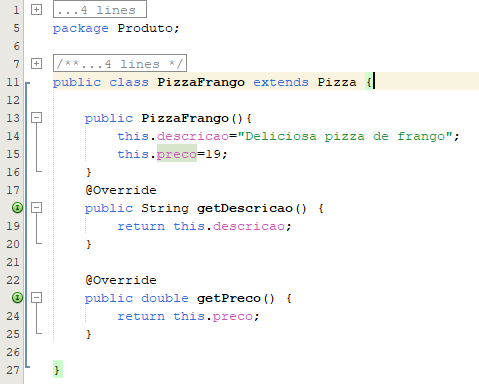 1 ...4 lines
5 package Produto;
6
7 /**...4 lines */
11 public class PizzaFrango extends Pizza {
12
13 public PizzaFrango(){
14 this.descricao="Deliciosa pizza de frango";
15 this.preco=19;
16 }
17 @Override
public String getDescricao() {
19 return this.descricao;
20 }
21
22 @Override
public double getPreco() {
24 return this.preco;
25 }
26
27 }